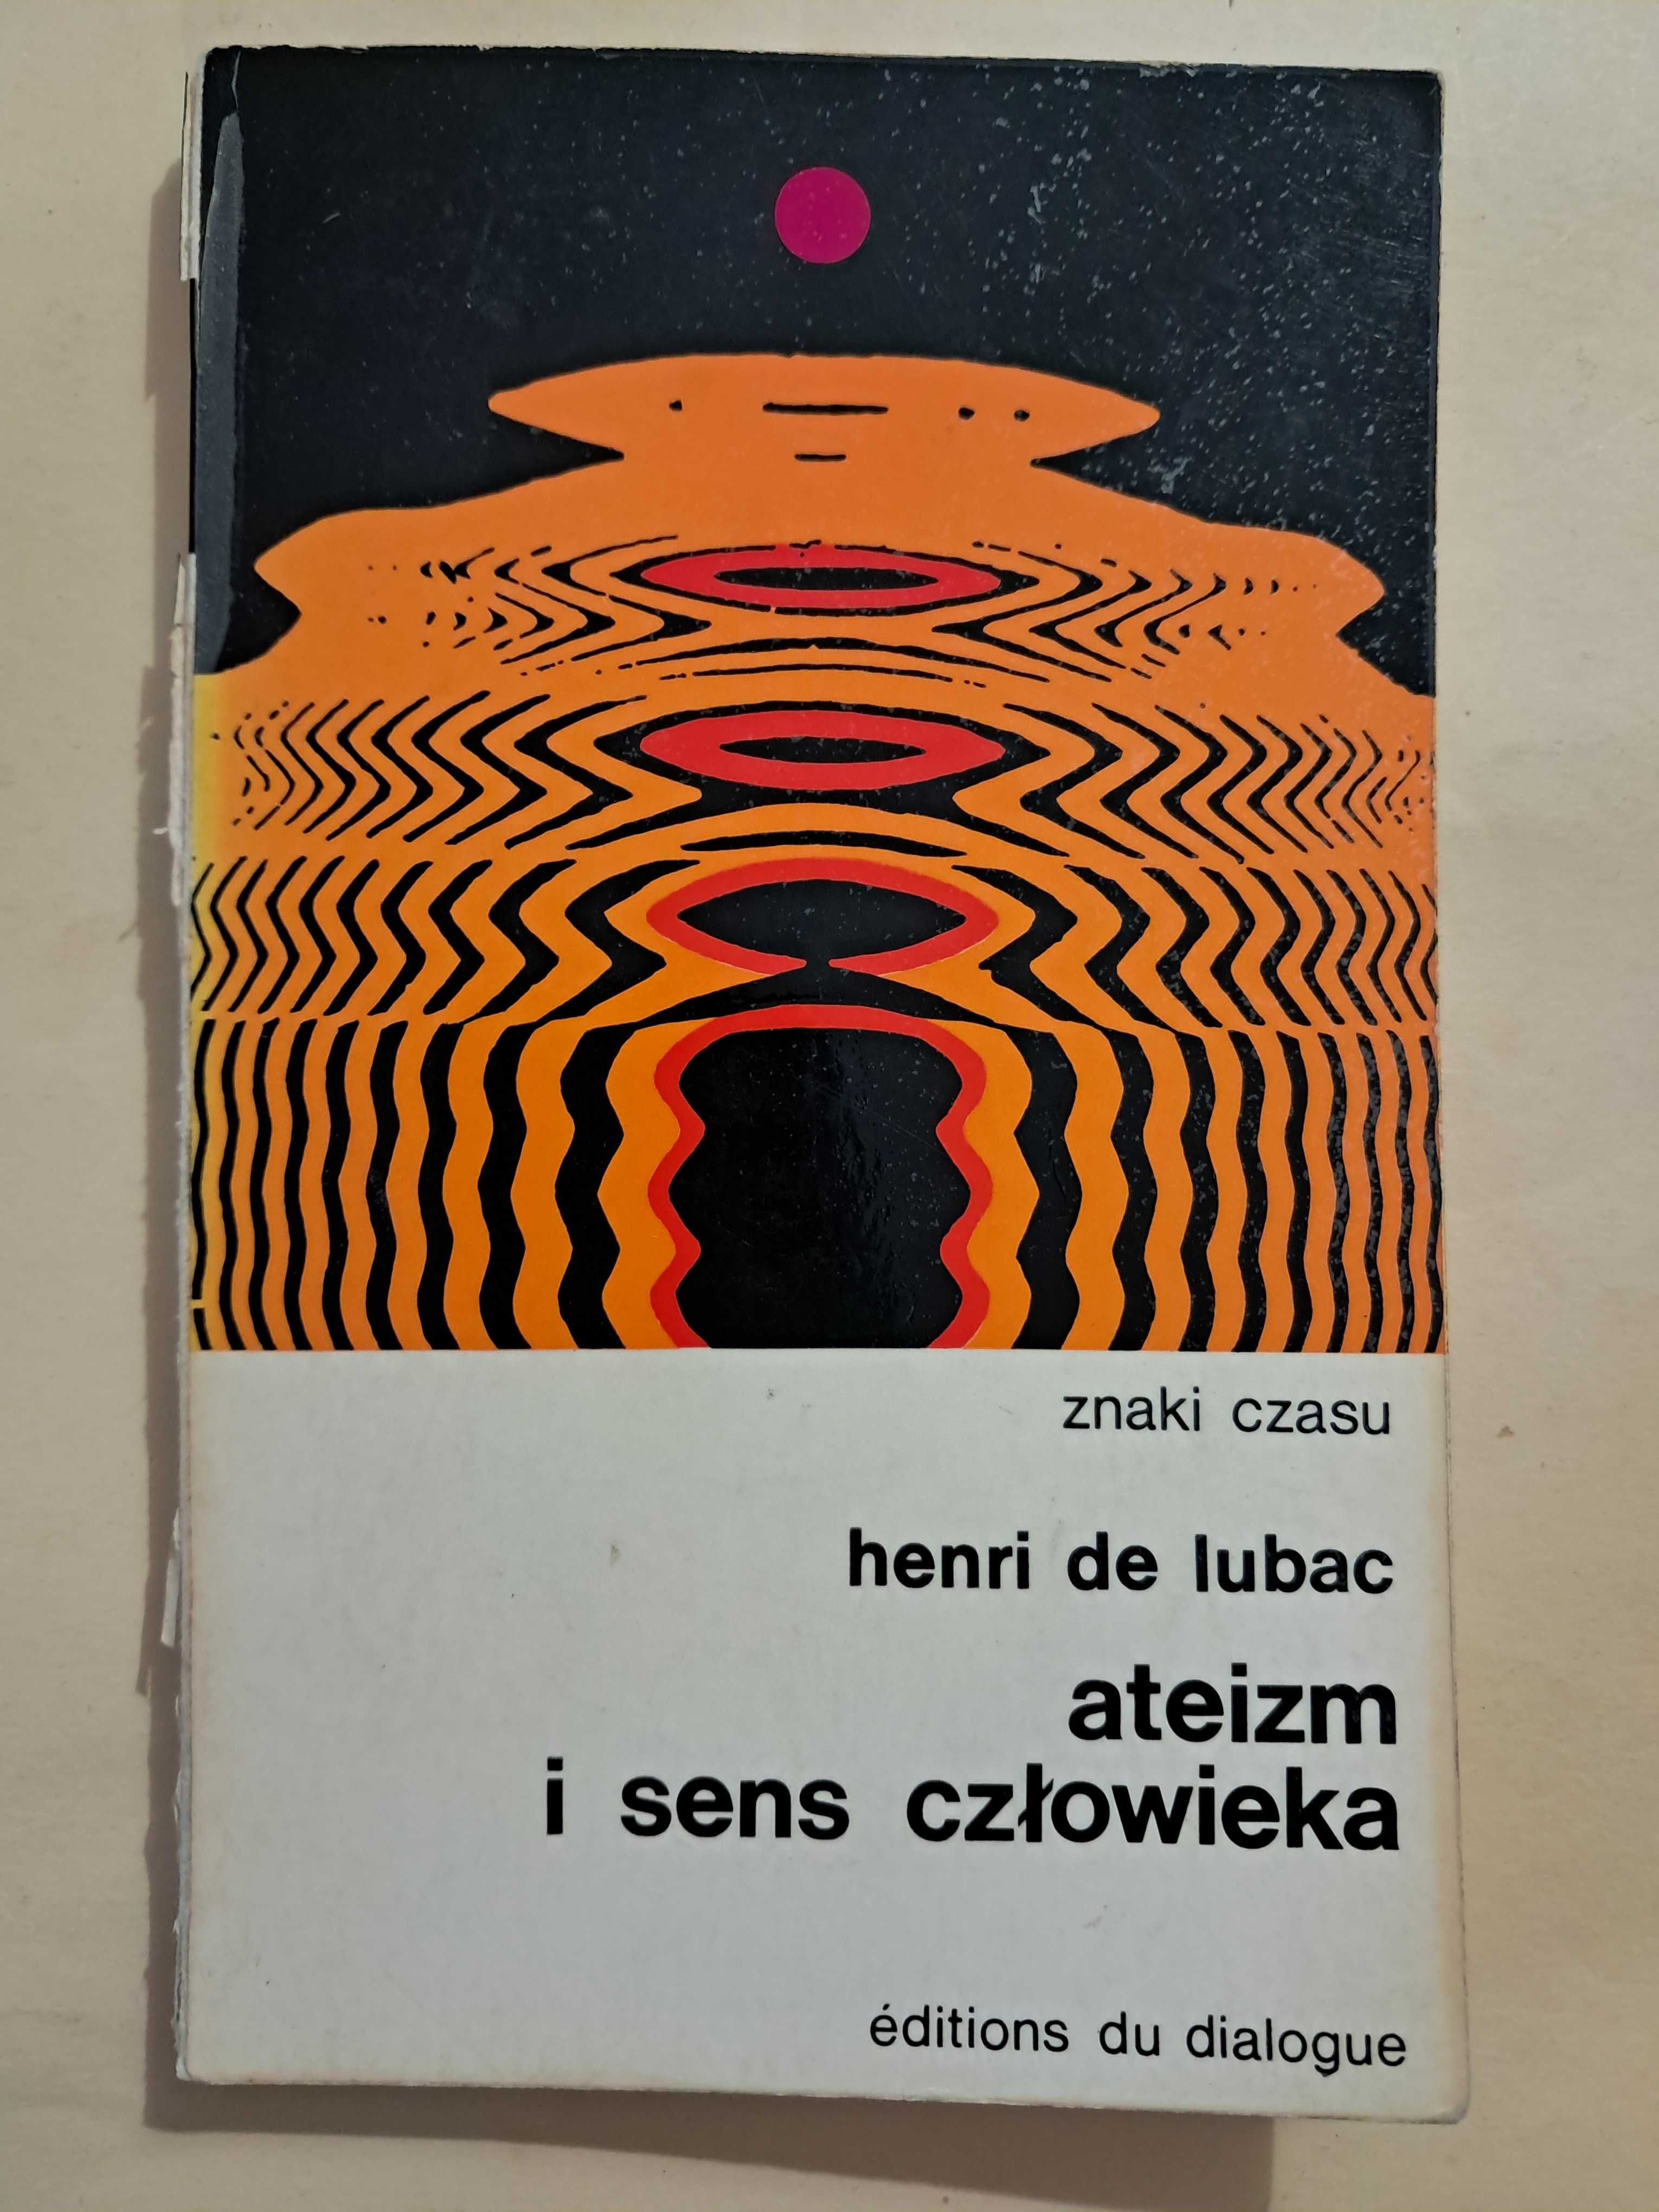 znaki czasu
henri de lubac
ateizm
i sens człowieka
éditions du dialogue